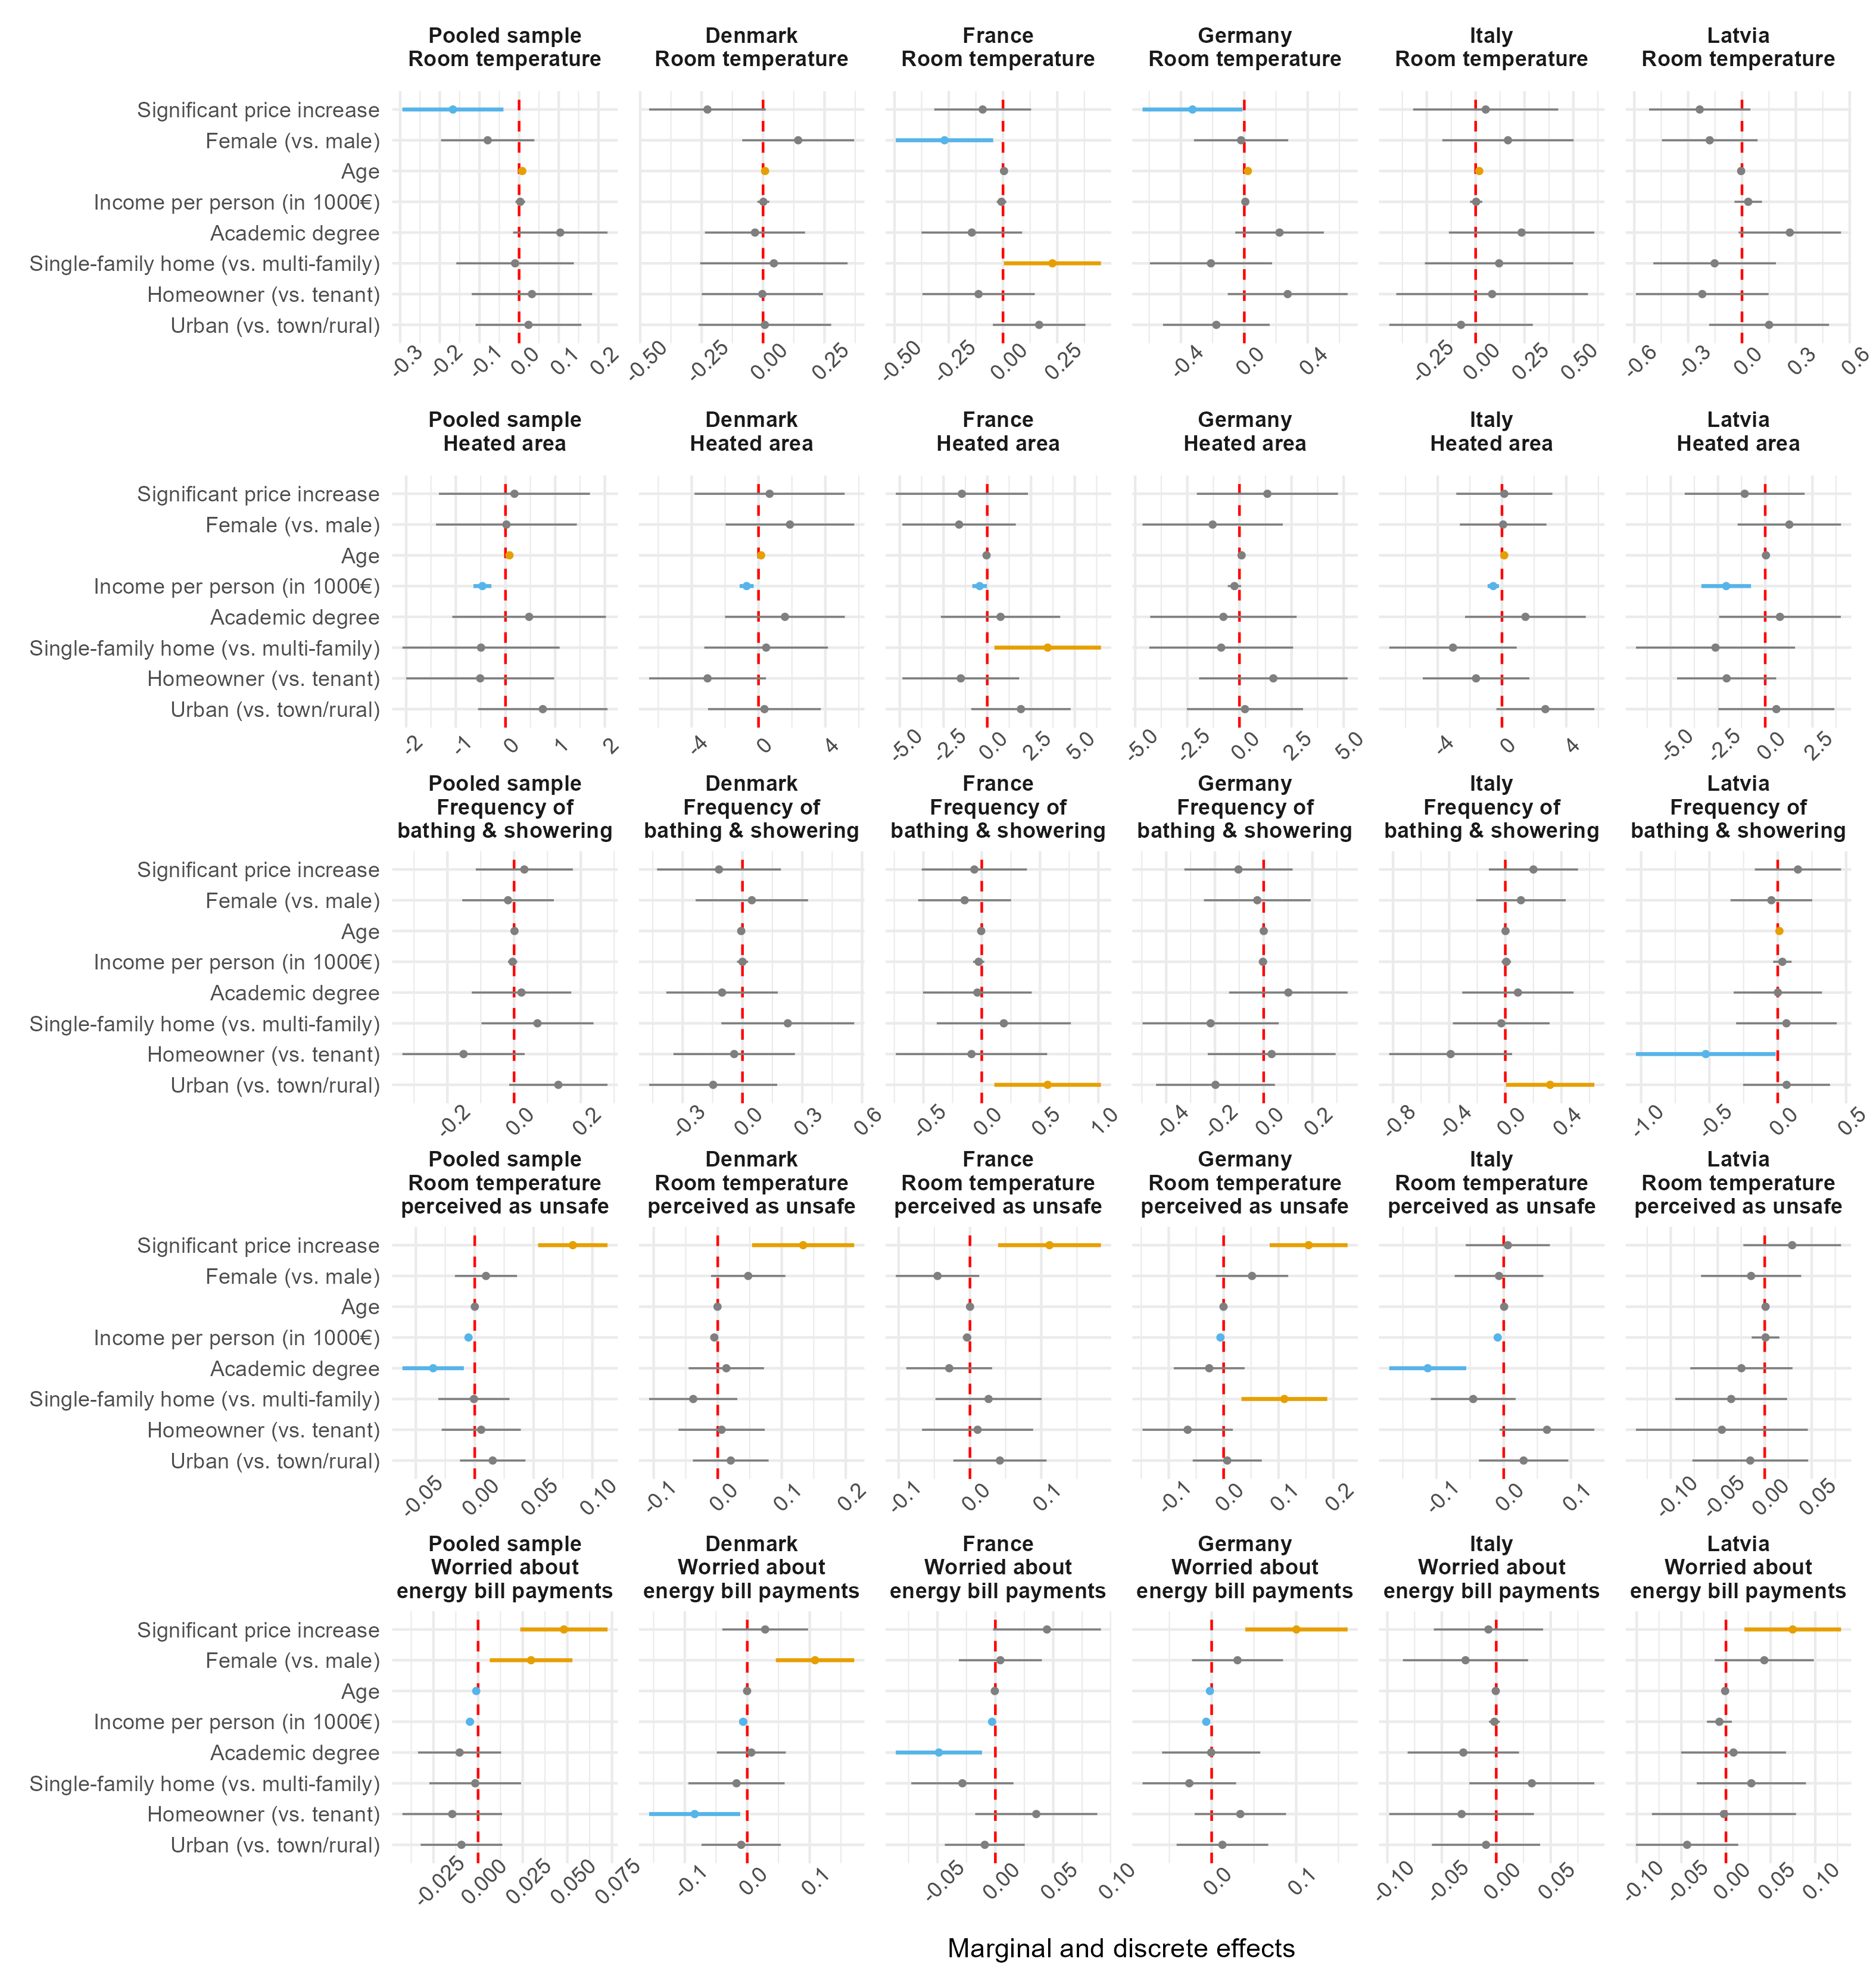 Pooled sample Denmark France Germany Italy Latvia
Room temperature Room temperature Room temperature Room temperature Room temperature Room temperature
Significant price increase
Female (vs. male)
Age
Income per person (in 1000€)
Academic degree
Single-family home (vs. multi-family)
Homeowner (vs. tenant)
Urban (vs. town/rural)
-0.3 -0.2 -0.1 0.0 0.1 0.2 -0.50 -0.25 0.00 0.25 -0.50 -0.25 0.00 0.25 -0.4 0.0 0.4 -0.25 0.00 0.25 0.50 -0.6 -0.3 0.0 0.3 0.6
Pooled sample Denmark France Germany Italy Latvia
Heated area Heated area Heated area Heated area Heated area Heated area
Significant price increase
Female (vs. male)
Age
Income per person (in 1000€)
Academic degree
Single-family home (vs. multi-family)
Homeowner (vs. tenant)
Urban (vs. town/rural)
-2 -1 0 1 2 -4 0 4 -5.0 -2.5 0.0 2.5 5.0 -5.0 -2.5 0.0 2.5 5.0 -4 0 4 -5.0 -2.5 0.0 2.5
Pooled sample Denmark France Germany Italy Latvia
Frequency of Frequency of Frequency of Frequency of Frequency of Frequency of
bathing & showering bathing & showering bathing & showering bathing & showering bathing & showering bathing & showering
Significant price increase
Female (vs. male)
Age
Income per person (in 1000€)
Academic degree
Single-family home (vs. multi-family)
Homeowner (vs. tenant)
Urban (vs. town/rural)
-0.2 0.0 0.2 -0.3 0.0 0.3 0.6 -0.5 0.0 0.5 1.0 -0.4 -0.2 0.0 0.2 -0.8 -0.4 0.0 0.4 -1.0 -0.5 0.0 0.5
Pooled sample Denmark France Germany Italy Latvia
Room temperature Room temperature Room temperature Room temperature Room temperature Room temperature
perceived as unsafe perceived as unsafe perceived as unsafe perceived as unsafe perceived as unsafe perceived as unsafe
Significant price increase
Female (vs. male)
Age
Income per person (in 1000€)
Academic degree
Single-family home (vs. multi-family)
Homeowner (vs. tenant)
Urban (vs. town/rural)
-0.05 0.00 0.05 0.10 -0.1 0.0 0.1 0.2 -0.1 0.0 0.1 -0.1 0.0 0.1 0.2 -0.1 0.0 0.1 -0.10 -0.05 0.00 0.05
Pooled sample Denmark France Germany Italy Latvia
Worried about Worried about Worried about Worried about Worried about Worried about
energy bill payments energy bill payments energy bill payments energy bill payments energy bill payments energy bill payments
Significant price increase
Female (vs. male)
Age
Income per person (in 1000€)
Academic degree
Single-family home (vs. multi-family)
Homeowner (vs. tenant)
Urban (vs. town/rural)
-0.025 0.000 0.025 0.050 0.075 -0.1 0.0 0.1 -0.05 0.00 0.05 0.10 0.0 0.1 -0.10 -0.05 0.00 0.05 -0.10 -0.05 0.00 0.05 0.10
Marginal and discrete effects